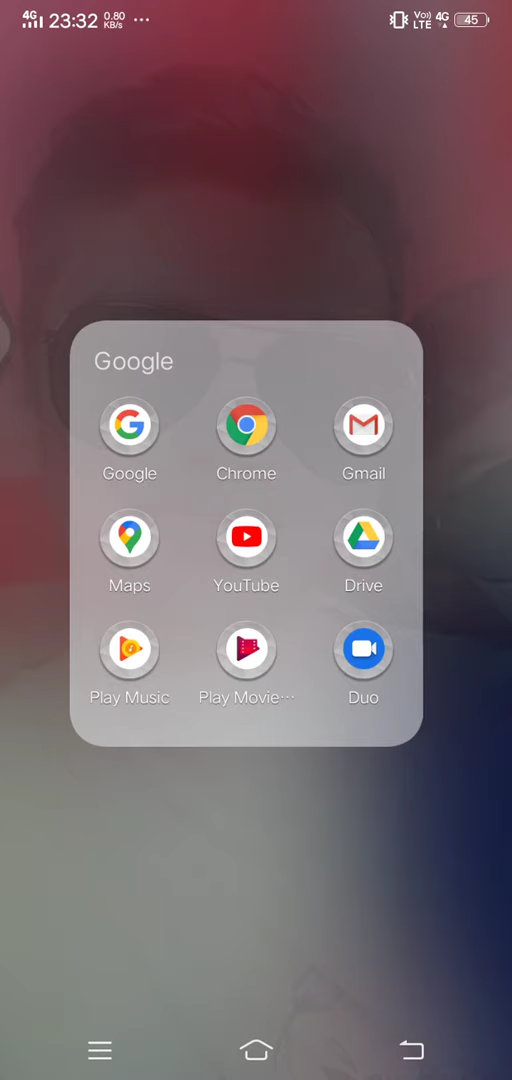 4G 23:32 0.80 KB/s ... Vo)) LTE 4G 45
Google
Google Chrome Gmail
Maps YouTube Drive
Play Music Play Movie··· Duo